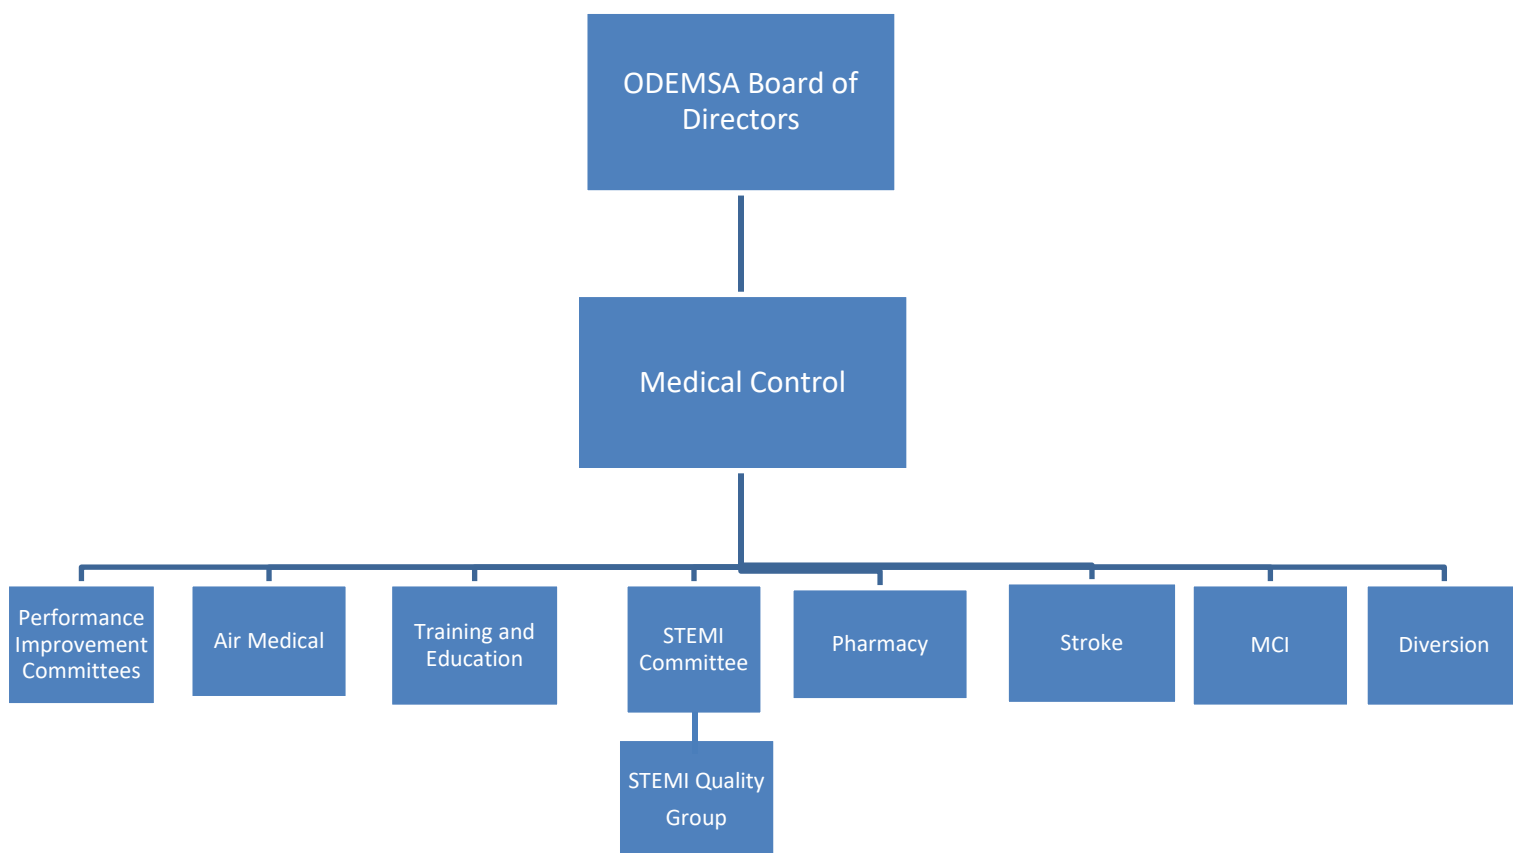 ODEMSA Board of
Directors
Medical Control
Performance
Improvement
Committees
Air Medical
Training and
Education
STEMI
Committee
Pharmacy
Stroke
MCI
Diversion
STEMI Quality
Group